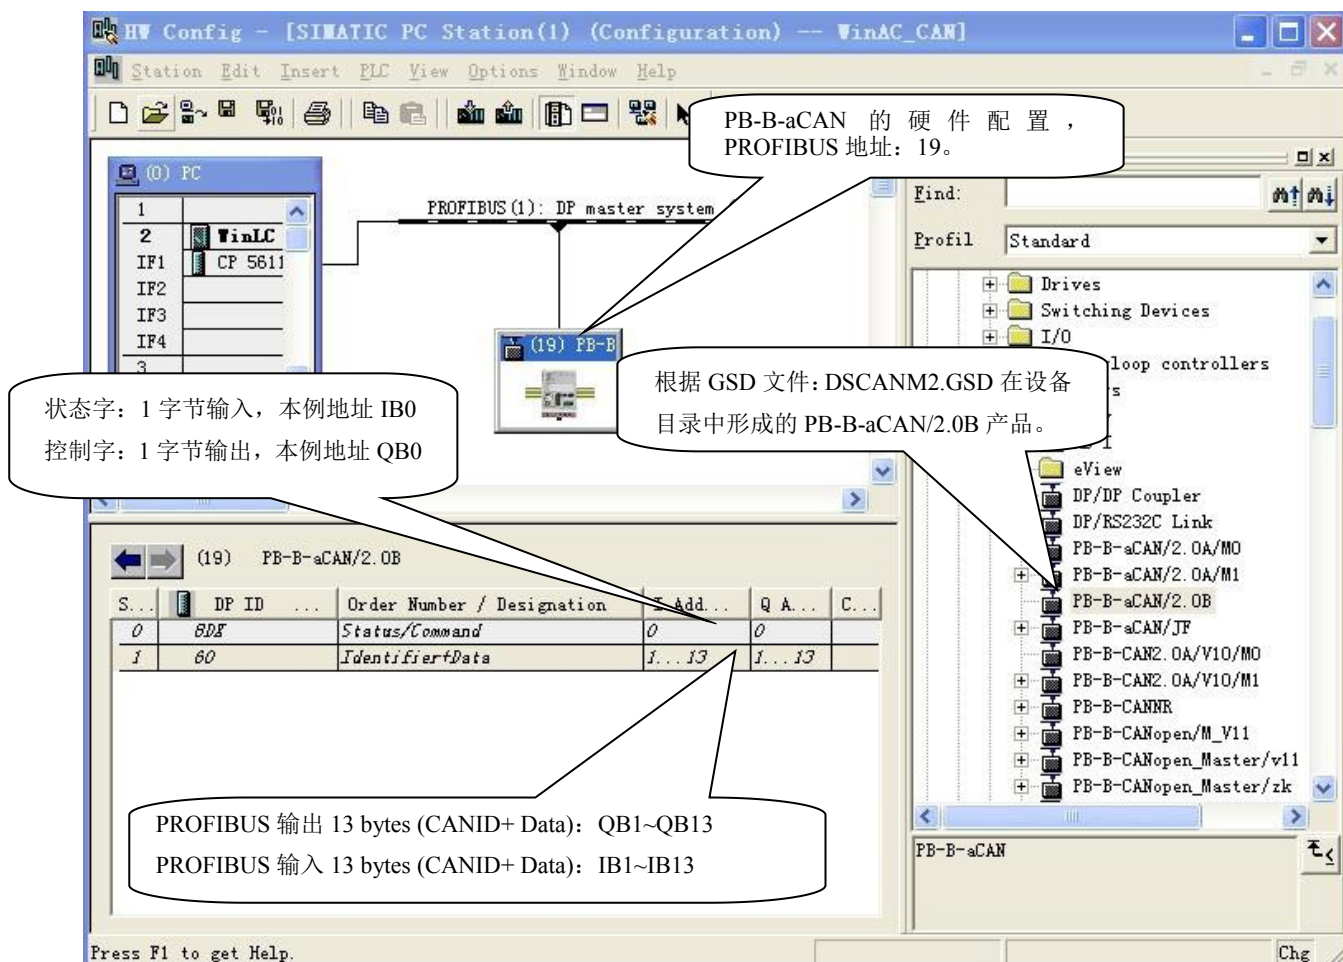 HW Config - [SIMATIC PC Station(1) (Configuration) -- WinAC_CAN]
Station Edit Insert PLC View Options Window Help
PB-B-aCAN 的硬件配置，
PROFIBUS 地址：19。
(0) PC
1
2 WinLC
IF1 CP 5611
IF2
IF3
IF4
3
PROFIBUS(1): DP master system
(19) PB-B
Find:
Profil Standard
Drives
Switching Devices
I/O
loop controllers
eView
DP/DP Coupler
DP/RS232C Link
PB-B-aCAN/2.0A/M0
PB-B-aCAN/2.0A/M1
PB-B-aCAN/2.0B
PB-B-aCAN/JF
PB-B-CAN2.0A/V10/M0
PB-B-CAN2.0A/V10/M1
PB-B-CANNR
PB-B-CANopen/M_V11
PB-B-CANopen_Master/v11
PB-B-CANopen_Master/zk
PB-B-aCAN
根据 GSD 文件：DSCANM2.GSD 在设备
目录中形成的 PB-B-aCAN/2.0B 产品。
状态字：1 字节输入，本例地址 IB0
控制字：1 字节输出，本例地址 QB0
(19) PB-B-aCAN/2.0B
S... DP ID ... Order Number / Designation I Add... Q A... C...
0 8DX Status/Command 0 0
1 60 Identifier+Data 1...13 1...13
PROFIBUS 输出 13 bytes (CANID+ Data)：QB1~QB13
PROFIBUS 输入 13 bytes (CANID+ Data)：IB1~IB13
Press F1 to get Help.
Chg